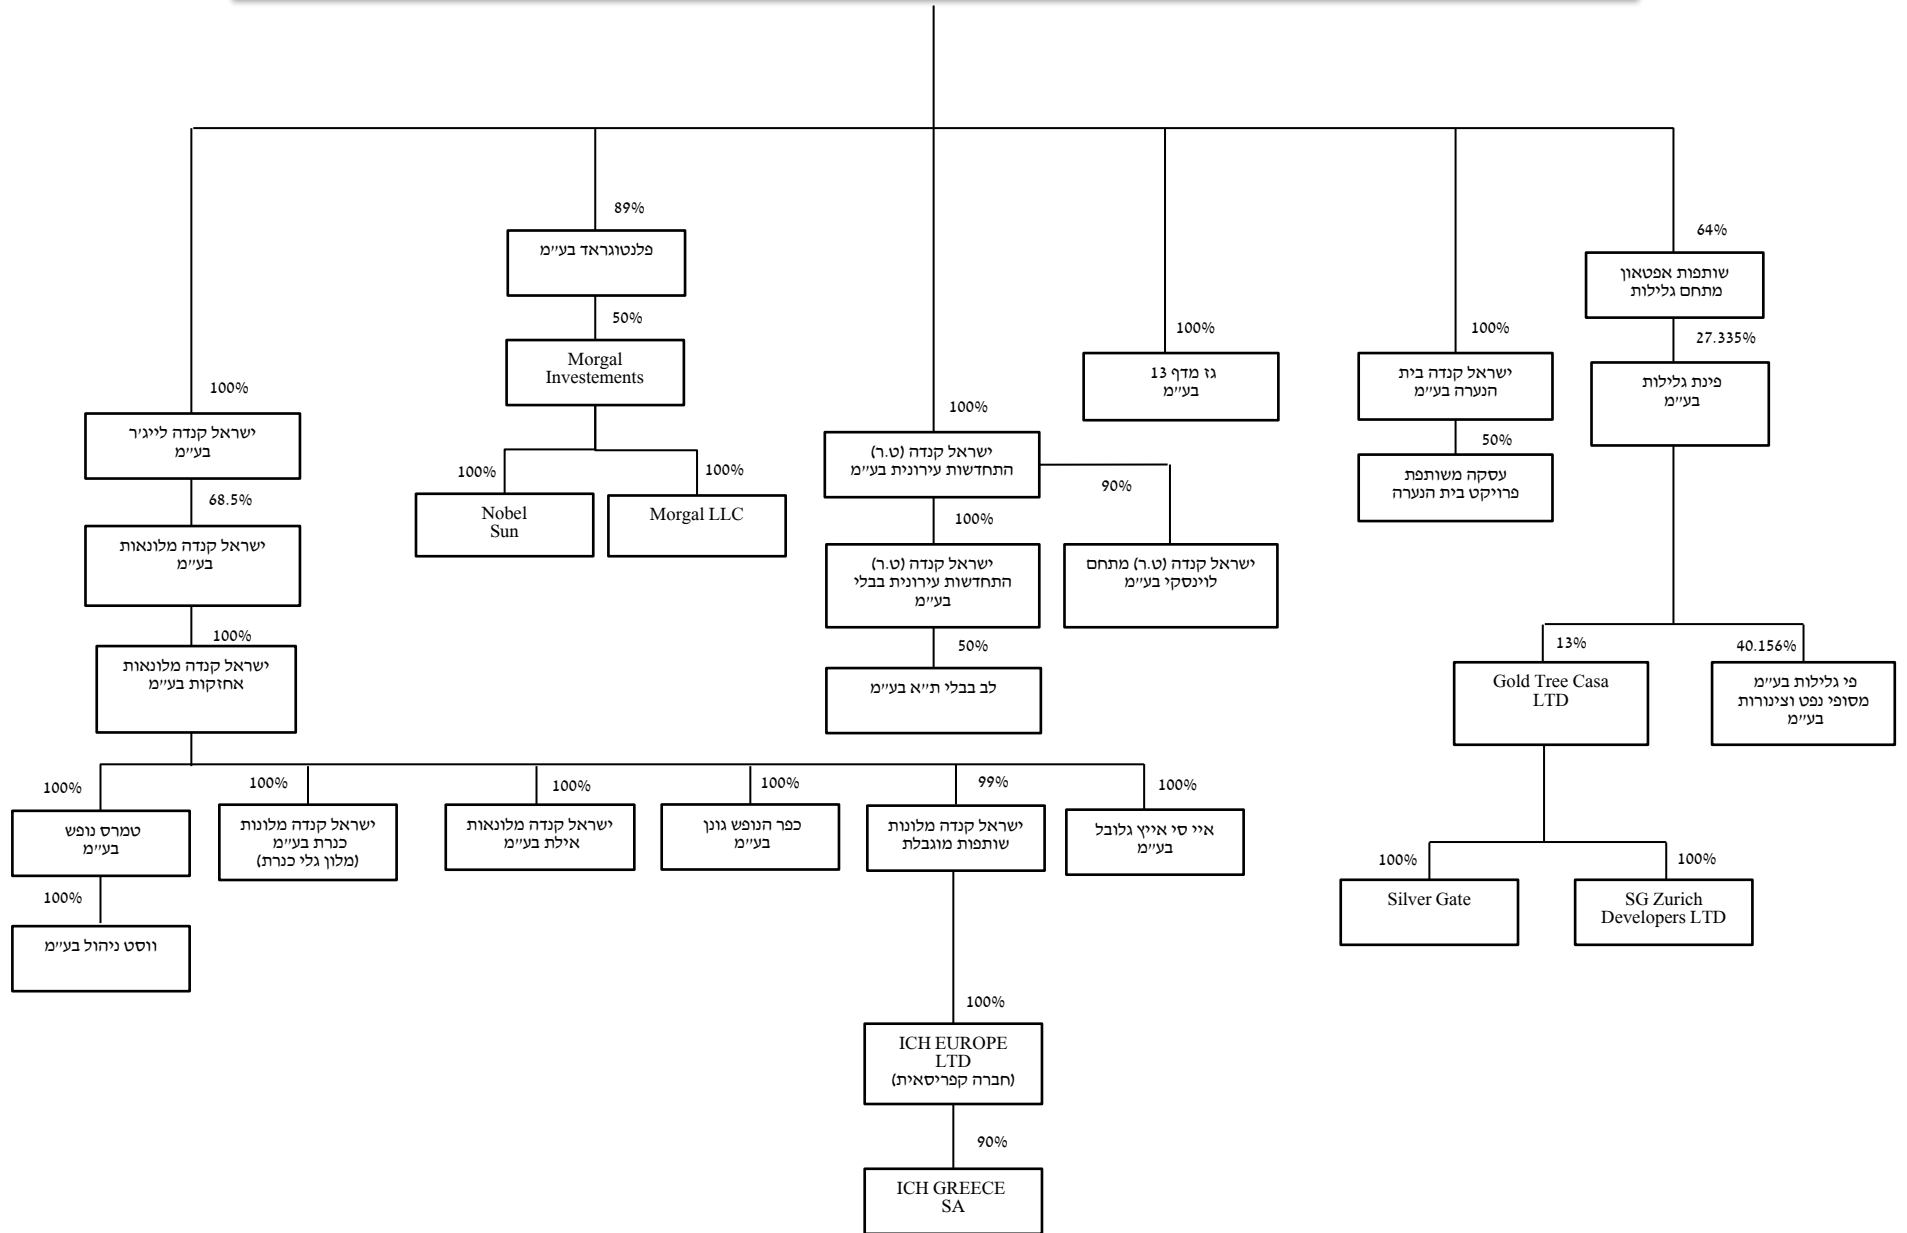 89%
פלנטוגראד בע"מ
50%
Morgal
Investements
100%
Nobel
Sun
100%
Morgal LLC
64%
שותפות אפטאון
מתחם גלילות
27.335%
פינת גלילות
בע"מ
40.156%
פי גלילות בע"מ
מסופי נפט וצינורות
בע"מ
13%
Gold Tree Casa
LTD
100%
Silver Gate
100%
SG Zurich
Developers LTD
100%
ישראל קנדה בית
הנערה בע"מ
50%
עסקה משותפת
פרויקט בית הנערה
100%
גז מדף 13
בע"מ
100%
ישראל קנדה (ט.ר)
התחדשות עירונית בע"מ
90%
ישראל קנדה (ט.ר) מתחם
לוינסקי בע"מ
100%
ישראל קנדה (ט.ר)
התחדשות עירונית בבלי
בע"מ
50%
לב בבלי ת"א בע"מ
100%
ישראל קנדה לייג'ר
בע"מ
68.5%
ישראל קנדה מלונאות
בע"מ
100%
ישראל קנדה מלונאות
אחזקות בע"מ
100%
איי סי אייץ גלובל
בע"מ
99%
ישראל קנדה מלונות
שותפות מוגבלת
100%
כפר הנופש גונן
בע"מ
100%
ישראל קנדה מלונאות
אילת בע"מ
100%
ישראל קנדה מלונות
כנרת בע"מ
(מלון גלי כנרת)
100%
טמרס נופש
בע"מ
100%
ווסט ניהול בע"מ
100%
ICH EUROPE
LTD
(חברה קפריסאית)
90%
ICH GREECE
SA